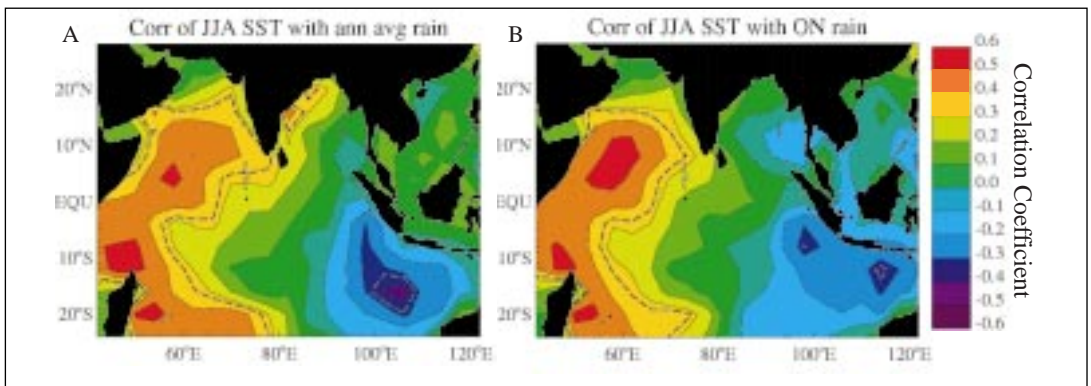 A
Corr of JJA SST with ann avg rain
B
Corr of JJA SST with ON rain
20°N
10°N
EQU
10°S
20°S
60°E
80°E
100°E
120°E
20°N
10°N
EQU
10°S
20°S
60°E
80°E
100°E
120°E
0.6
0.5
0.4
0.3
0.2
0.1
0.0
-0.1
-0.2
-0.3
-0.4
-0.5
-0.6
Correlation Coefficient